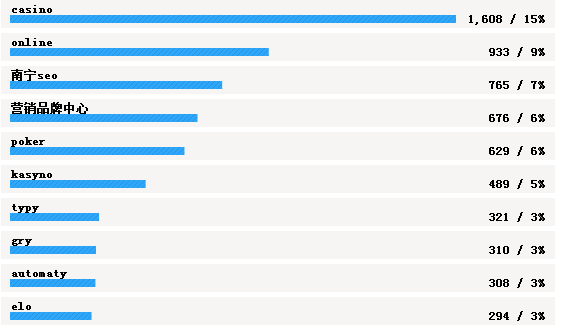 casino
1,608 / 15%
online
933 / 9%
南宁seo
765 / 7%
营销品牌中心
676 / 6%
poker
629 / 6%
kasyno
489 / 5%
typy
321 / 3%
gry
310 / 3%
automaty
308 / 3%
elo
294 / 3%